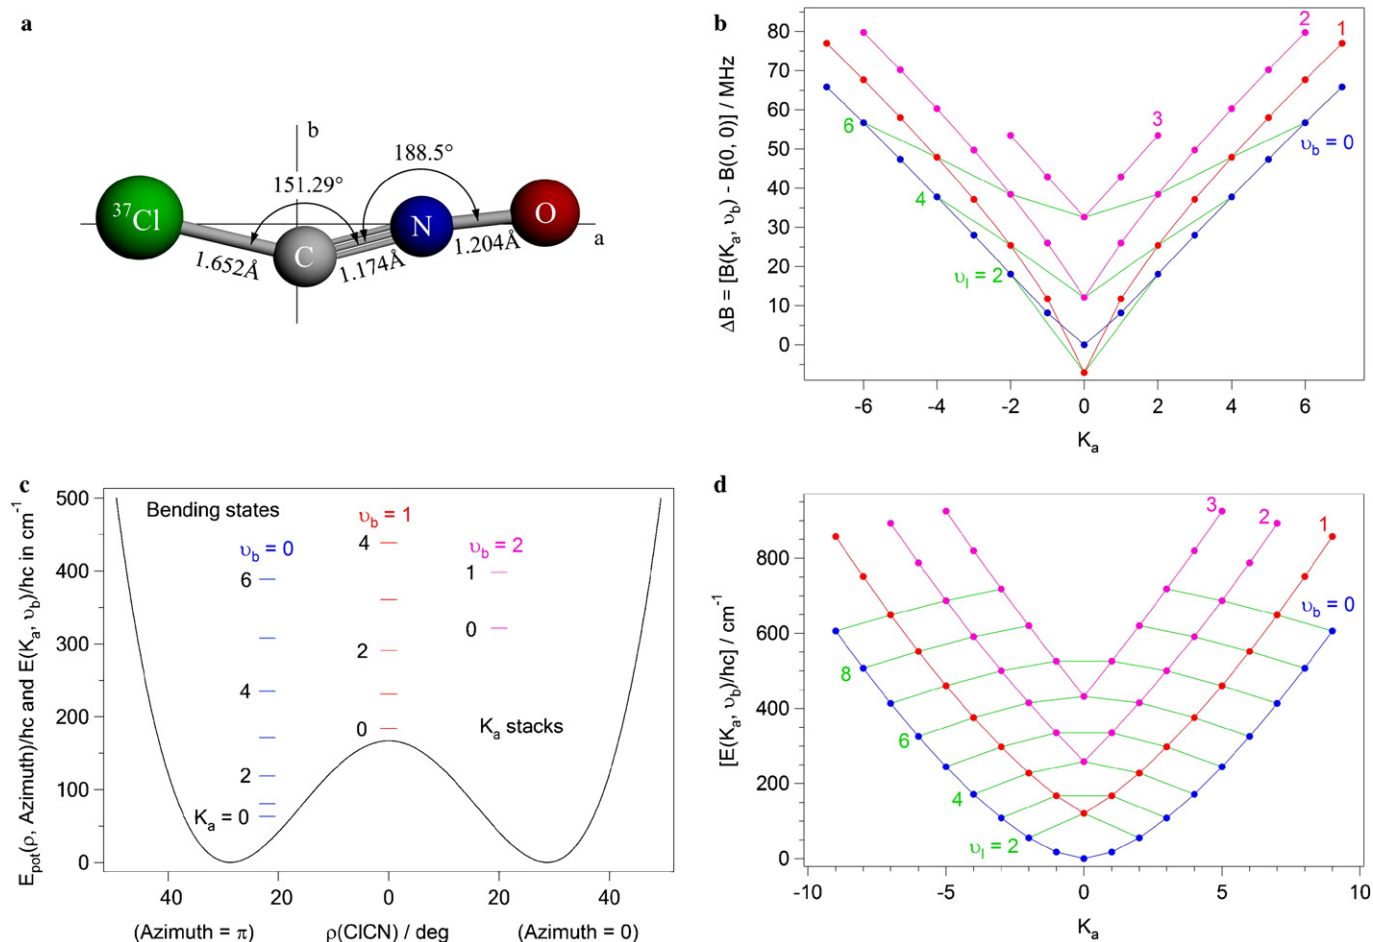 a
b
37Cl
C
N
O
a
151.29°
188.5°
1.652Å
1.174Å
1.204Å
b
ΔB = [B(Ka, υb) - B(0, 0)] / MHz
80
70
60
50
40
30
20
10
0
2
1
3
6
υb = 0
4
υl = 2
-6
-4
-2
0
2
4
6
Ka
c
Epot(ρ, Azimuth)/hc and E(Ka, υb)/hc in cm-1
500
400
300
200
100
0
Bending states
υb = 0
6
4
2
Ka = 0
υb = 1
4
2
0
υb = 2
1
0
Ka stacks
40
20
0
20
40
(Azimuth = π)
ρ(ClCN) / deg
(Azimuth = 0)
d
[E(Ka, υb)/hc] / cm-1
800
600
400
200
0
3
2
1
υb = 0
8
6
4
υl = 2
-10
-5
0
5
10
Ka